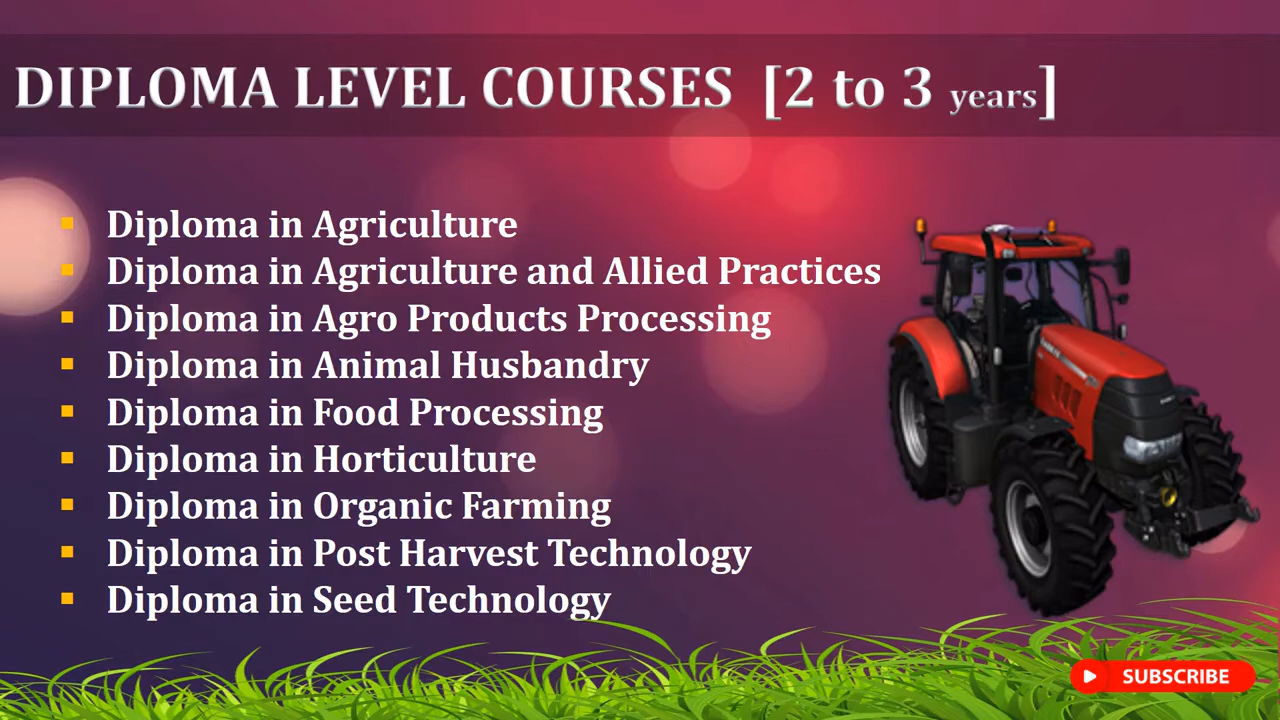 DIPLOMA LEVEL COURSES [2 to 3 years]
Diploma in Agriculture
Diploma in Agriculture and Allied Practices
Diploma in Agro Products Processing
Diploma in Animal Husbandry
Diploma in Food Processing
Diploma in Horticulture
Diploma in Organic Farming
Diploma in Post Harvest Technology
Diploma in Seed Technology
SUBSCRIBE